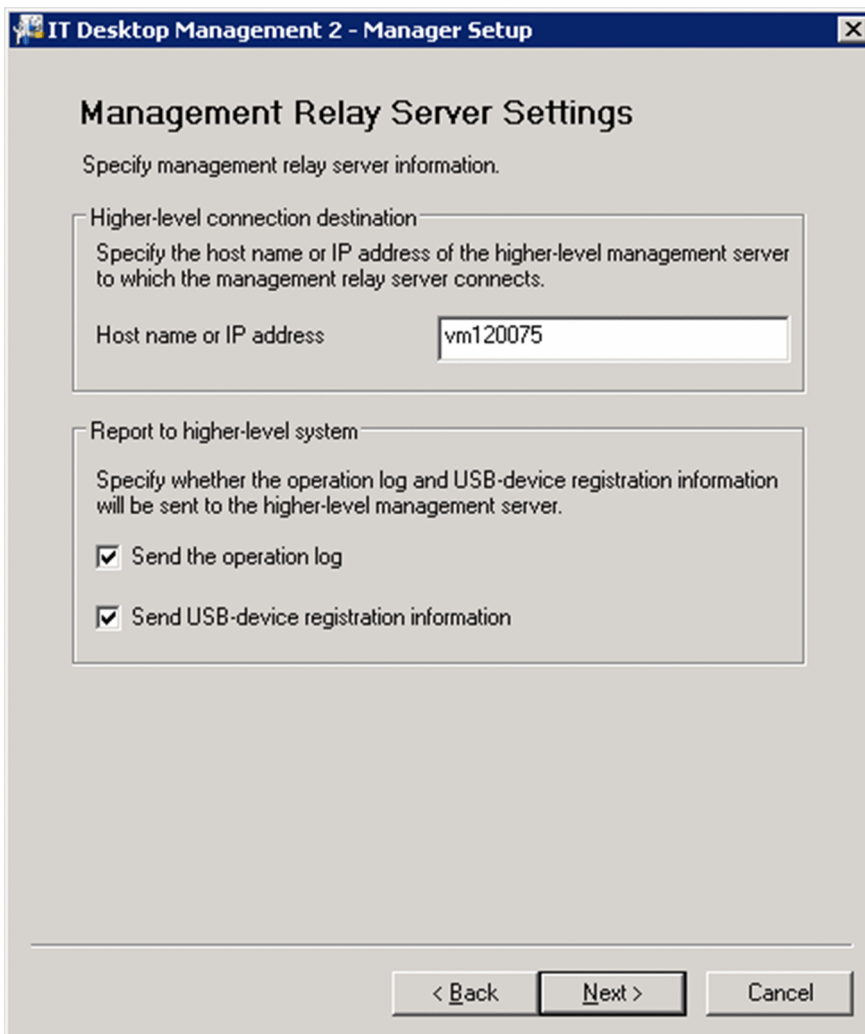 IT Desktop Management 2 - Manager Setup
Management Relay Server Settings
Specify management relay server information.
Higher-level connection destination
Specify the host name or IP address of the higher-level management server
to which the management relay server connects.
Host name or IP address
vm120075
Report to higher-level system
Specify whether the operation log and USB-device registration information
will be sent to the higher-level management server.
Send the operation log
Send USB-device registration information
< Back
Next >
Cancel